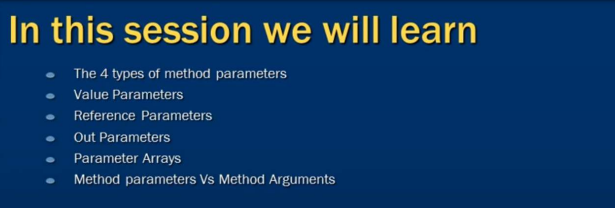 In this session we will learn
The 4 types of method parameters
Value Parameters
Reference Parameters
Out Parameters
Parameter Arrays
Method parameters Vs Method Arguments